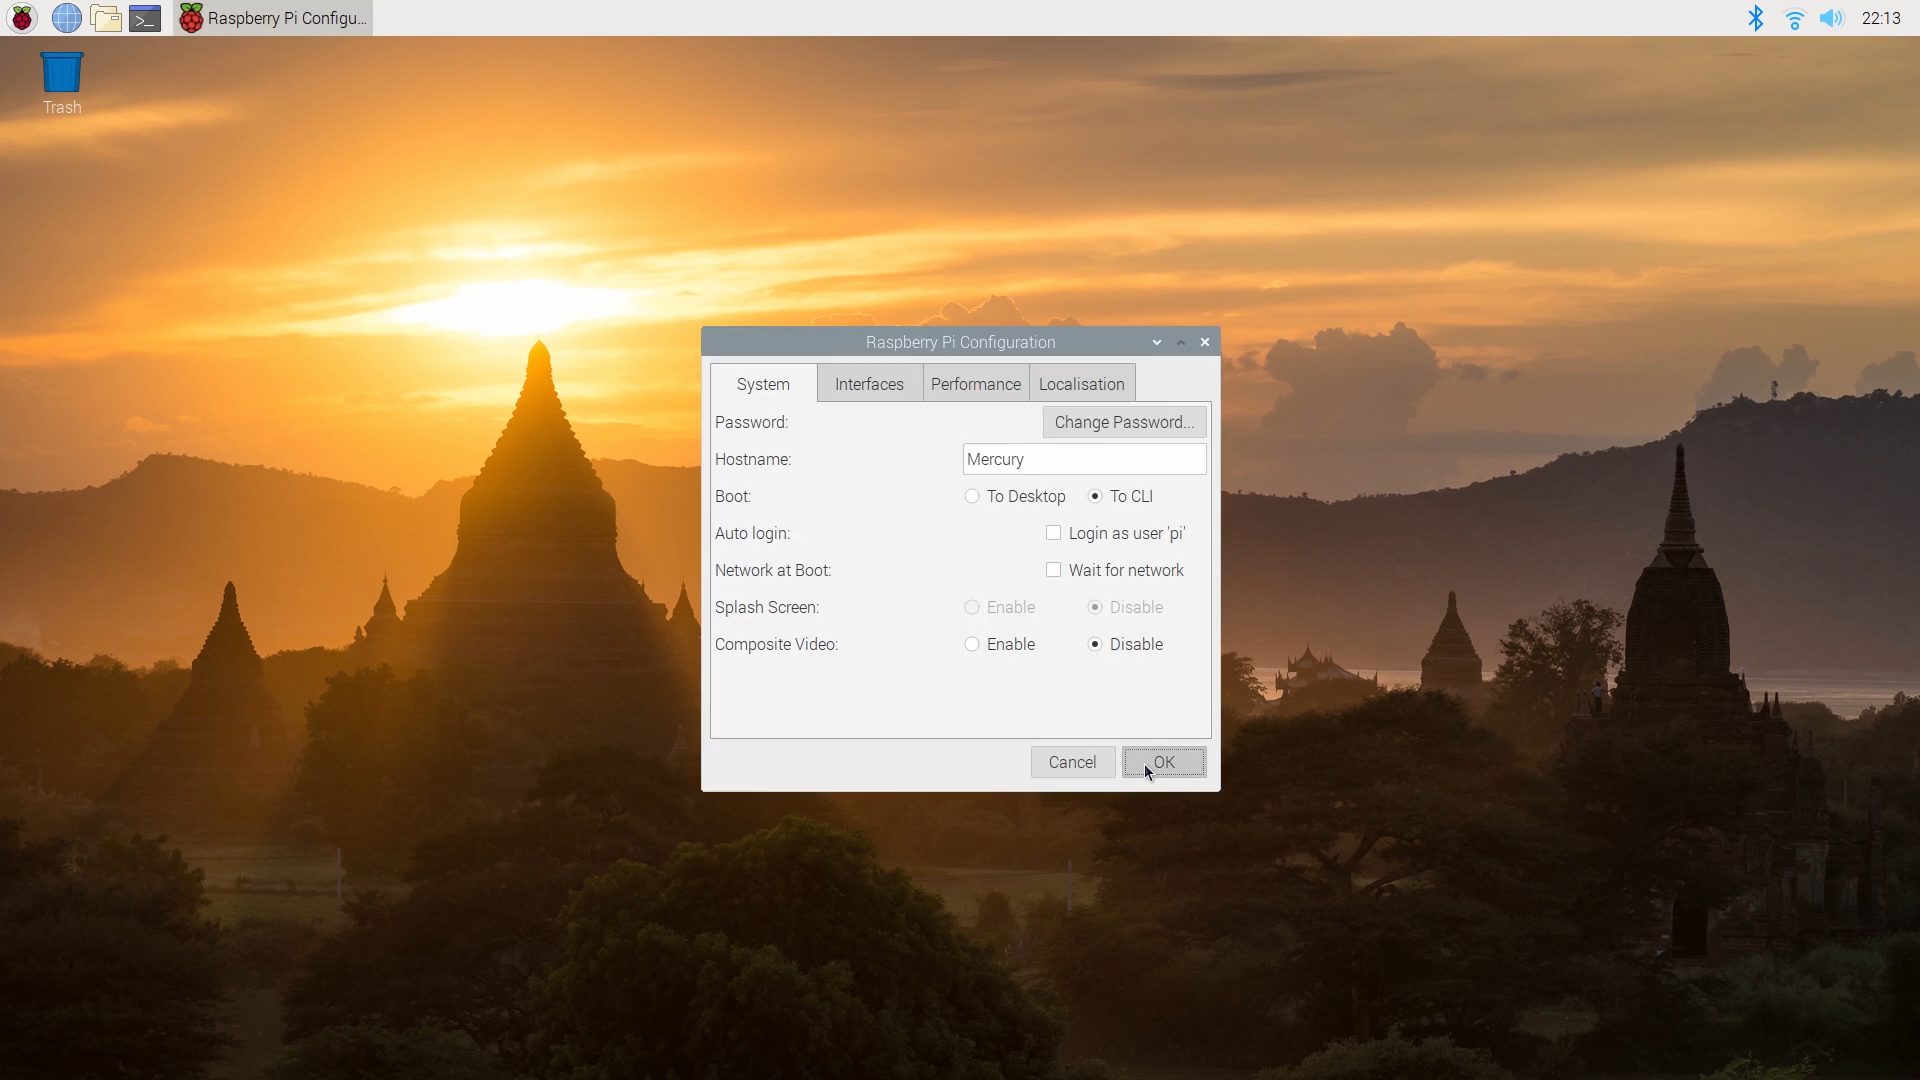 Raspberry Pi Configu...
22:13
Trash
Raspberry Pi Configuration
System Interfaces Performance Localisation
Password: Change Password...
Hostname: Mercury
Boot: To Desktop To CLI
Auto login: Login as user 'pi'
Network at Boot: Wait for network
Splash Screen: Enable Disable
Composite Video: Enable Disable
Cancel OK